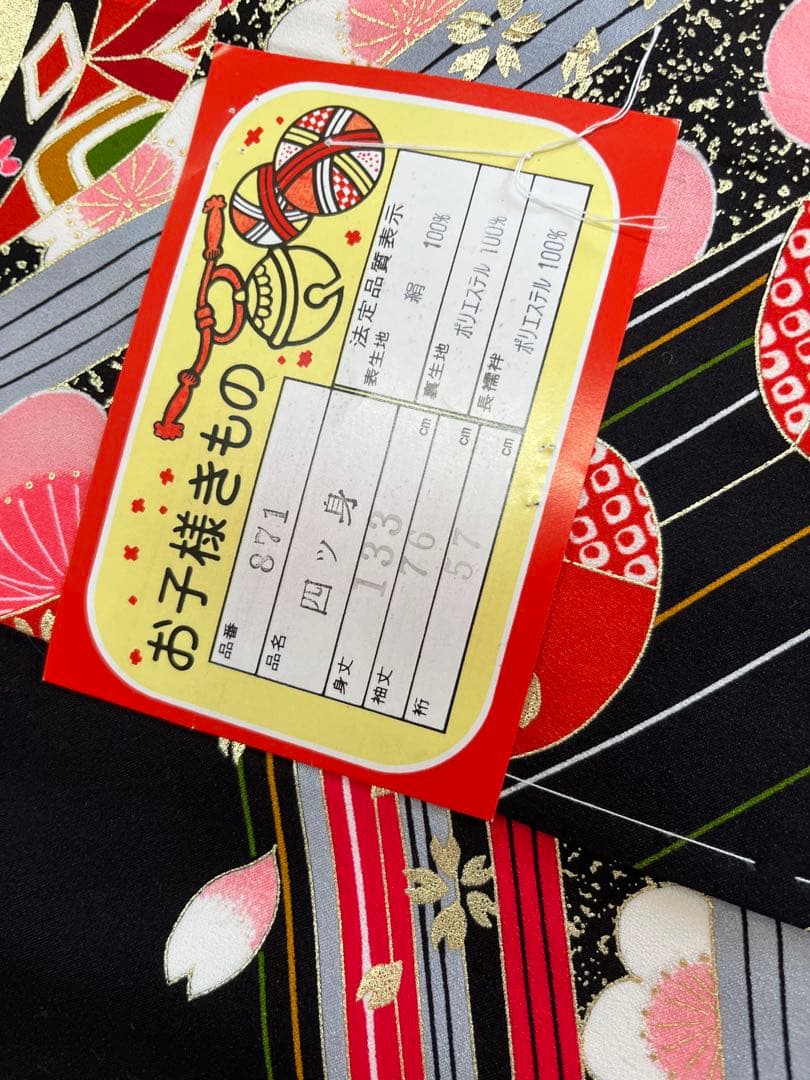 お子様きもの
品番 871
品名 四ッ身
身丈 133 cm
袖丈 76 cm
裄 57 cm
法定品質表示
表生地 絹 100%
裏生地 ポリエステル 100%
長襦袢 ポリエステル 100%